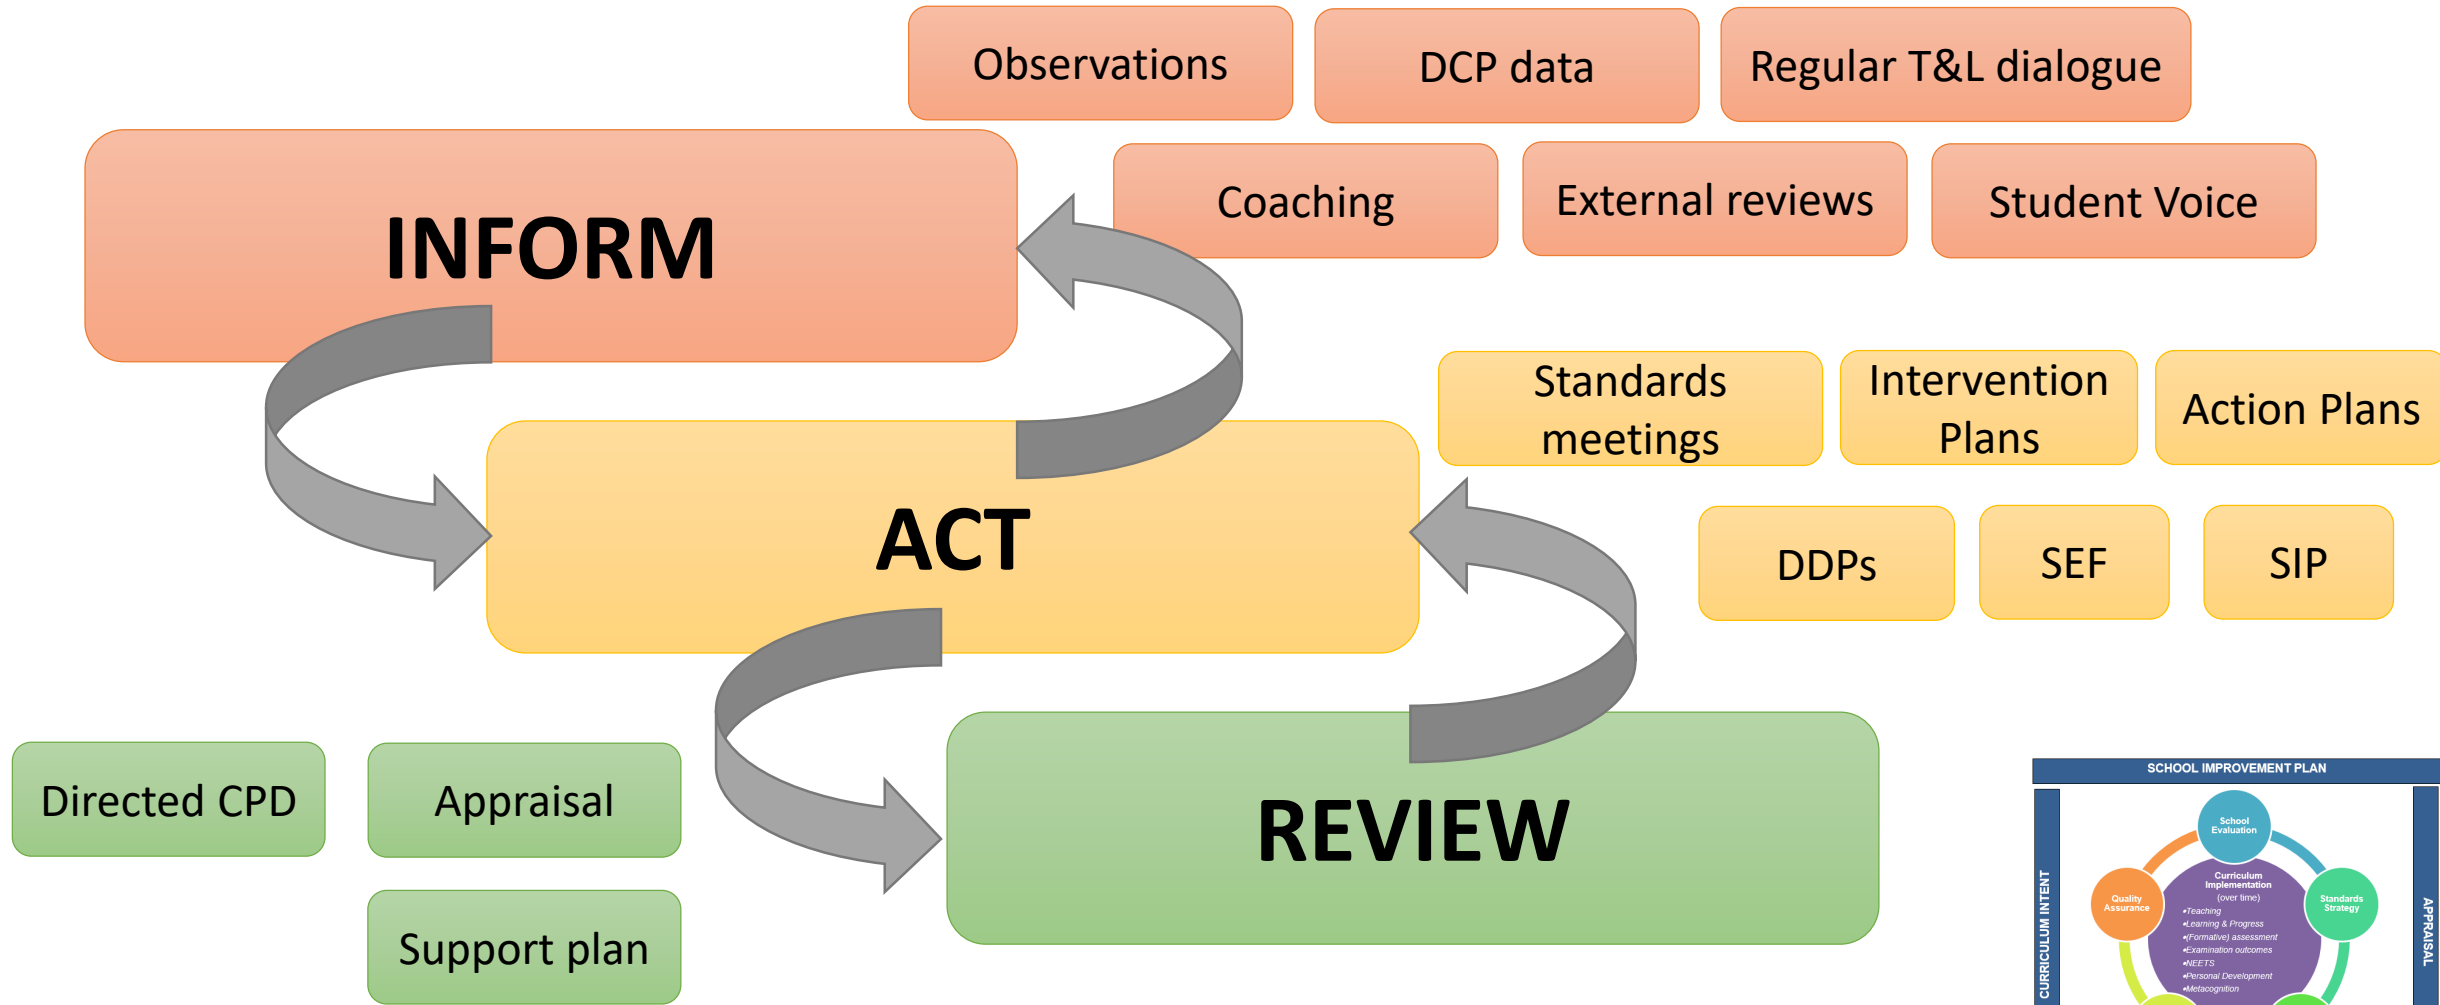 Observations
DCP data
Regular T&L dialogue
Coaching
External reviews
Student Voice
INFORM
Standards
meetings
Intervention
Plans
Action Plans
ACT
DDPs
SEF
SIP
Directed CPD
Appraisal
Support plan
REVIEW
SCHOOL IMPROVEMENT PLAN
CURRICULUM INTENT
APPRAISAL
School
Evaluation
Quality
Assurance
Standards
Strategy
Curriculum
Implementation
(over time)
•Teaching
•Learning & Progress
•(Formative) assessment
•Examination outcomes
•NEETS
•Personal Development
•Metacognition